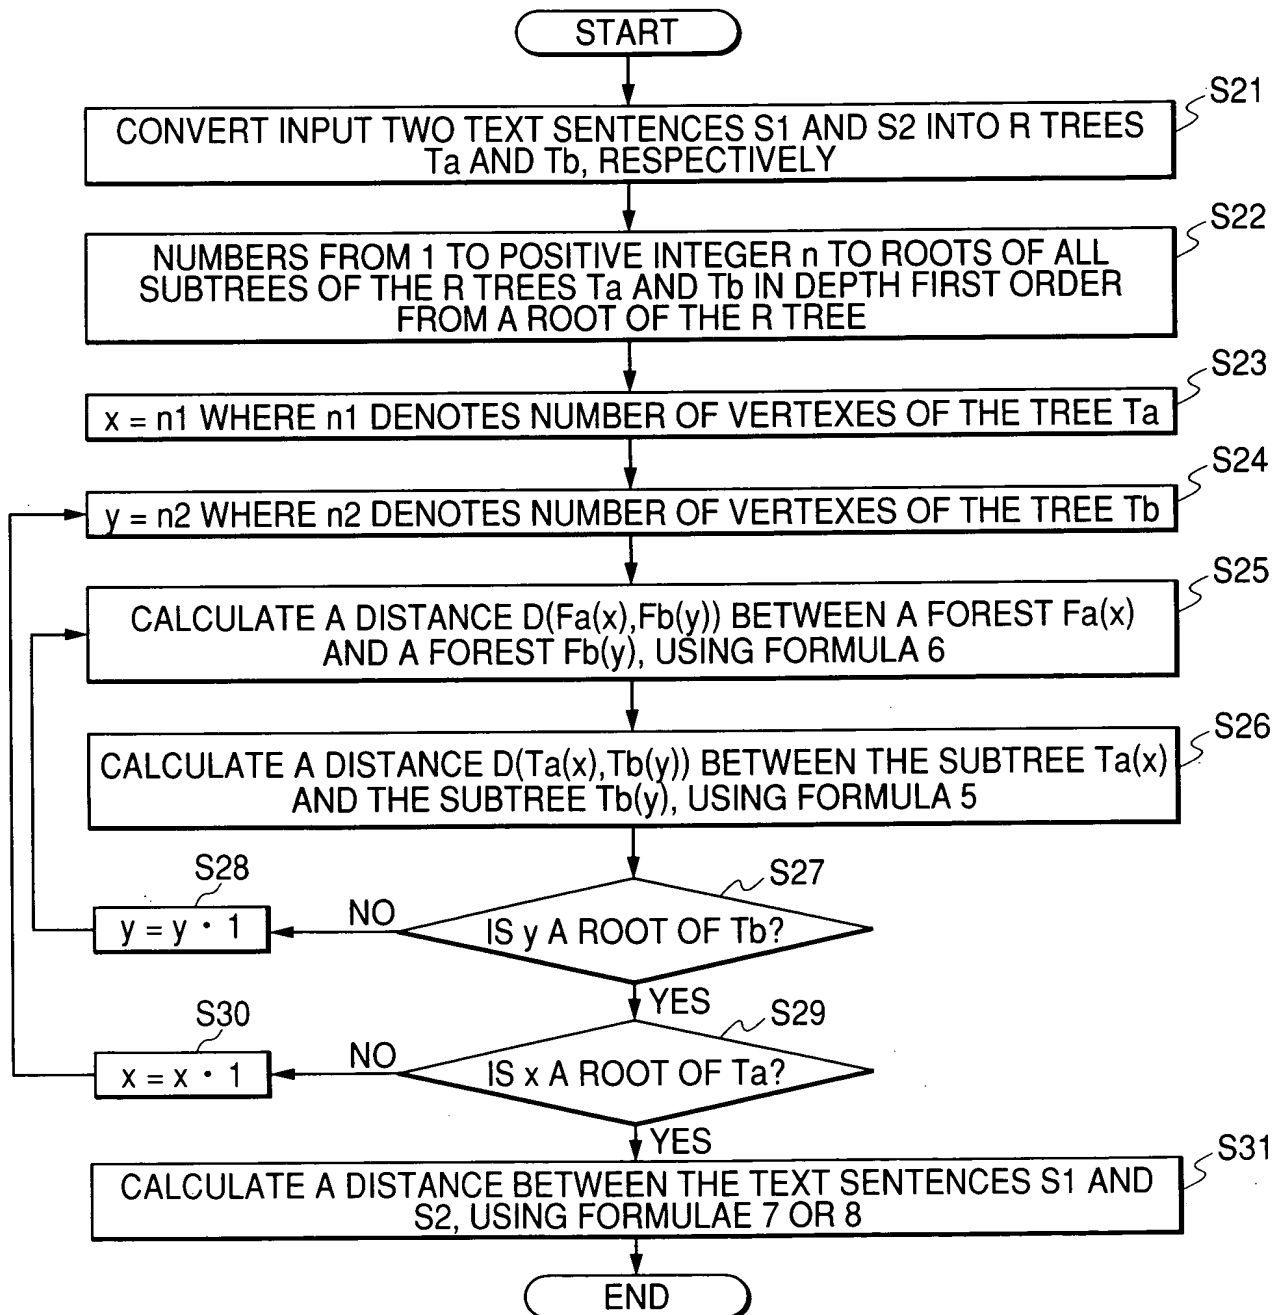 START
S21
CONVERT INPUT TWO TEXT SENTENCES S1 AND S2 INTO R TREES
Ta AND Tb, RESPECTIVELY
S22
NUMBERS FROM 1 TO POSITIVE INTEGER n TO ROOTS OF ALL
SUBTREES OF THE R TREES Ta AND Tb IN DEPTH FIRST ORDER
FROM A ROOT OF THE R TREE
S23
x = n1 WHERE n1 DENOTES NUMBER OF VERTEXES OF THE TREE Ta
S24
y = n2 WHERE n2 DENOTES NUMBER OF VERTEXES OF THE TREE Tb
S25
CALCULATE A DISTANCE D(Fa(x),Fb(y)) BETWEEN A FOREST Fa(x)
AND A FOREST Fb(y), USING FORMULA 6
S26
CALCULATE A DISTANCE D(Ta(x),Tb(y)) BETWEEN THE SUBTREE Ta(x)
AND THE SUBTREE Tb(y), USING FORMULA 5
S28
S27
y = y · 1
NO
IS y A ROOT OF Tb?
YES
S30
S29
x = x · 1
NO
IS x A ROOT OF Ta?
YES
S31
CALCULATE A DISTANCE BETWEEN THE TEXT SENTENCES S1 AND
S2, USING FORMULAE 7 OR 8
END